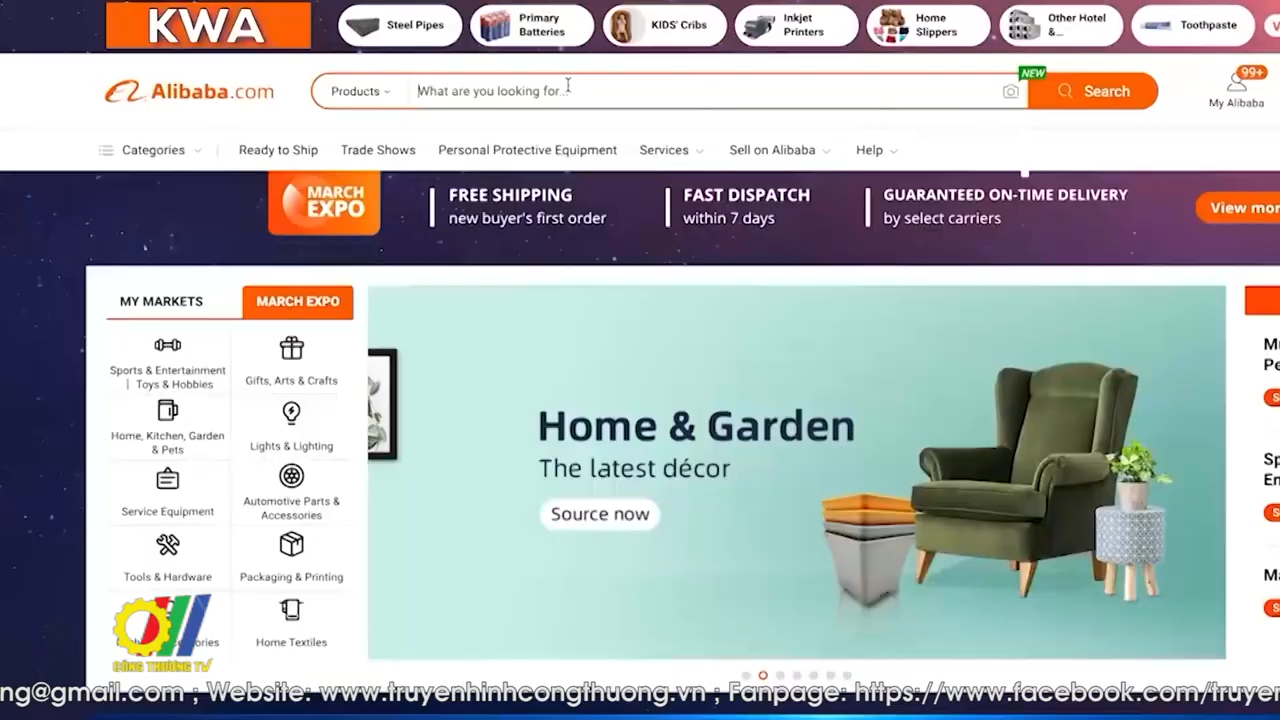 KWA
Steel Pipes
Primary
Batteries
KIDS' Cribs
Inkjet
Printers
Home
Slippers
Other Hotel
&...
Toothpaste
Alibaba.com
Products
What are you looking for...
NEW
Search
99+
My Alibaba
Categories
Ready to Ship
Trade Shows
Personal Protective Equipment
Services
Sell on Alibaba
Help
MARCH
EXPO
FREE SHIPPING
new buyer's first order
FAST DISPATCH
within 7 days
GUARANTEED ON-TIME DELIVERY
by select carriers
View mor
MY MARKETS
MARCH EXPO
Sports & Entertainment
| Toys & Hobbies
Gifts, Arts & Crafts
Home, Kitchen, Garden
& Pets
Lights & Lighting
Service Equipment
Automotive Parts &
Accessories
Tools & Hardware
Packaging & Printing
ories
Home Textiles
Home & Garden
The latest décor
Source now
CÔNG THƯƠNG TV
ng@gmail.com ; Website: www.truyenhinhcongthuong.vn ; Fanpage: https://www.facebook.com/truyer